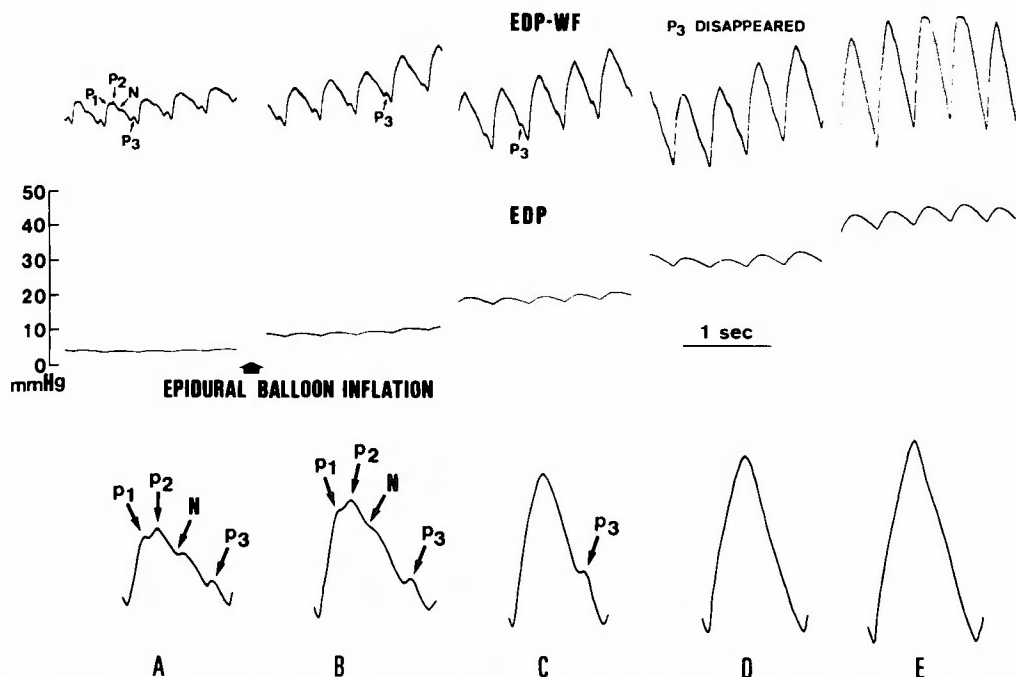 EDP-WF
P3 DISAPPEARED
P1 P2 N
P3
P3
P3
50
40
30
20
10
0
mmHg
EDP
1 sec
EPIDURAL BALLOON INFLATION
P1 P2 N P3
P1 P2 N P3
P3
A B C D E